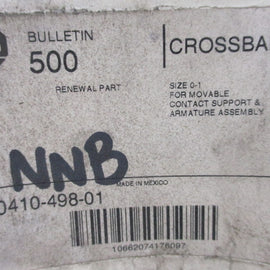 BULLETIN
500
RENEWAL PART
CROSSBA
SIZE 0-1
FOR MOVABLE
CONTACT SUPPORT &
ARMATURE ASSEMBLY
NNB
MADE IN MEXICO
0410-498-01
10662074176097